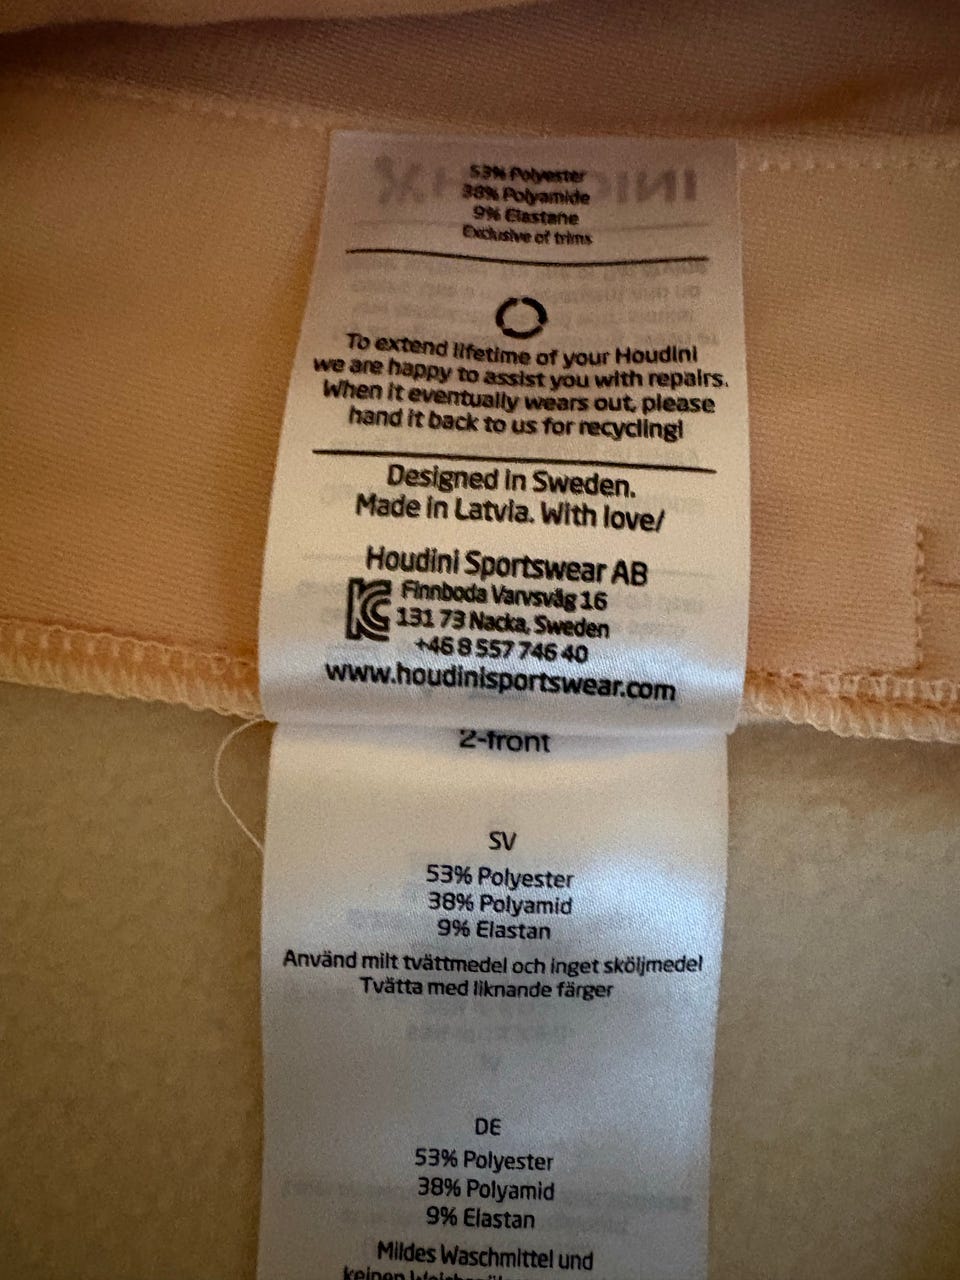 53% Polyester
38% Polyamide
9% Elastane
Exclusive of trims
To extend lifetime of your Houdini
we are happy to assist you with repairs.
When it eventually wears out, please
hand it back to us for recycling!
Designed in Sweden.
Made in Latvia. With love/
Houdini Sportswear AB
Finnboda Varvsväg 16
131 73 Nacka, Sweden
+46 8 557 746 40
www.houdinisportswear.com
2-front
SV
53% Polyester
38% Polyamid
9% Elastan
Använd milt tvättmedel och inget sköljmedel
Tvätta med liknande färger
DE
53% Polyester
38% Polyamid
9% Elastan
Mildes Waschmittel und
keinen